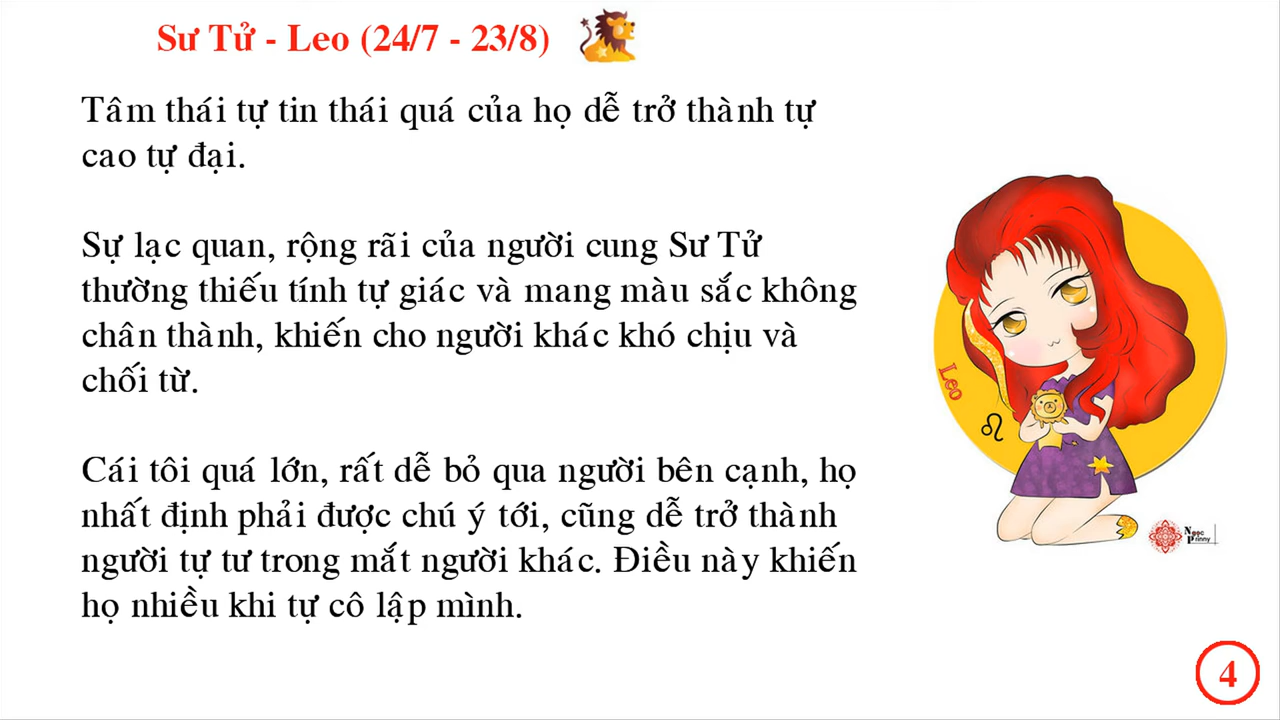 Sư Tử - Leo (24/7 - 23/8)
Tâm thái tự tin thái quá của họ dễ trở thành tự
cao tự đại.
Sự lạc quan, rộng rãi của người cung Sư Tử
thường thiếu tính tự giác và mang màu sắc không
chân thành, khiến cho người khác khó chịu và
chối từ.
Cái tôi quá lớn, rất dễ bỏ qua người bên cạnh, họ
nhất định phải được chú ý tới, cũng dễ trở thành
người tự tư trong mắt người khác. Điều này khiến
họ nhiều khi tự cô lập mình.
Leo
Ngọc
4